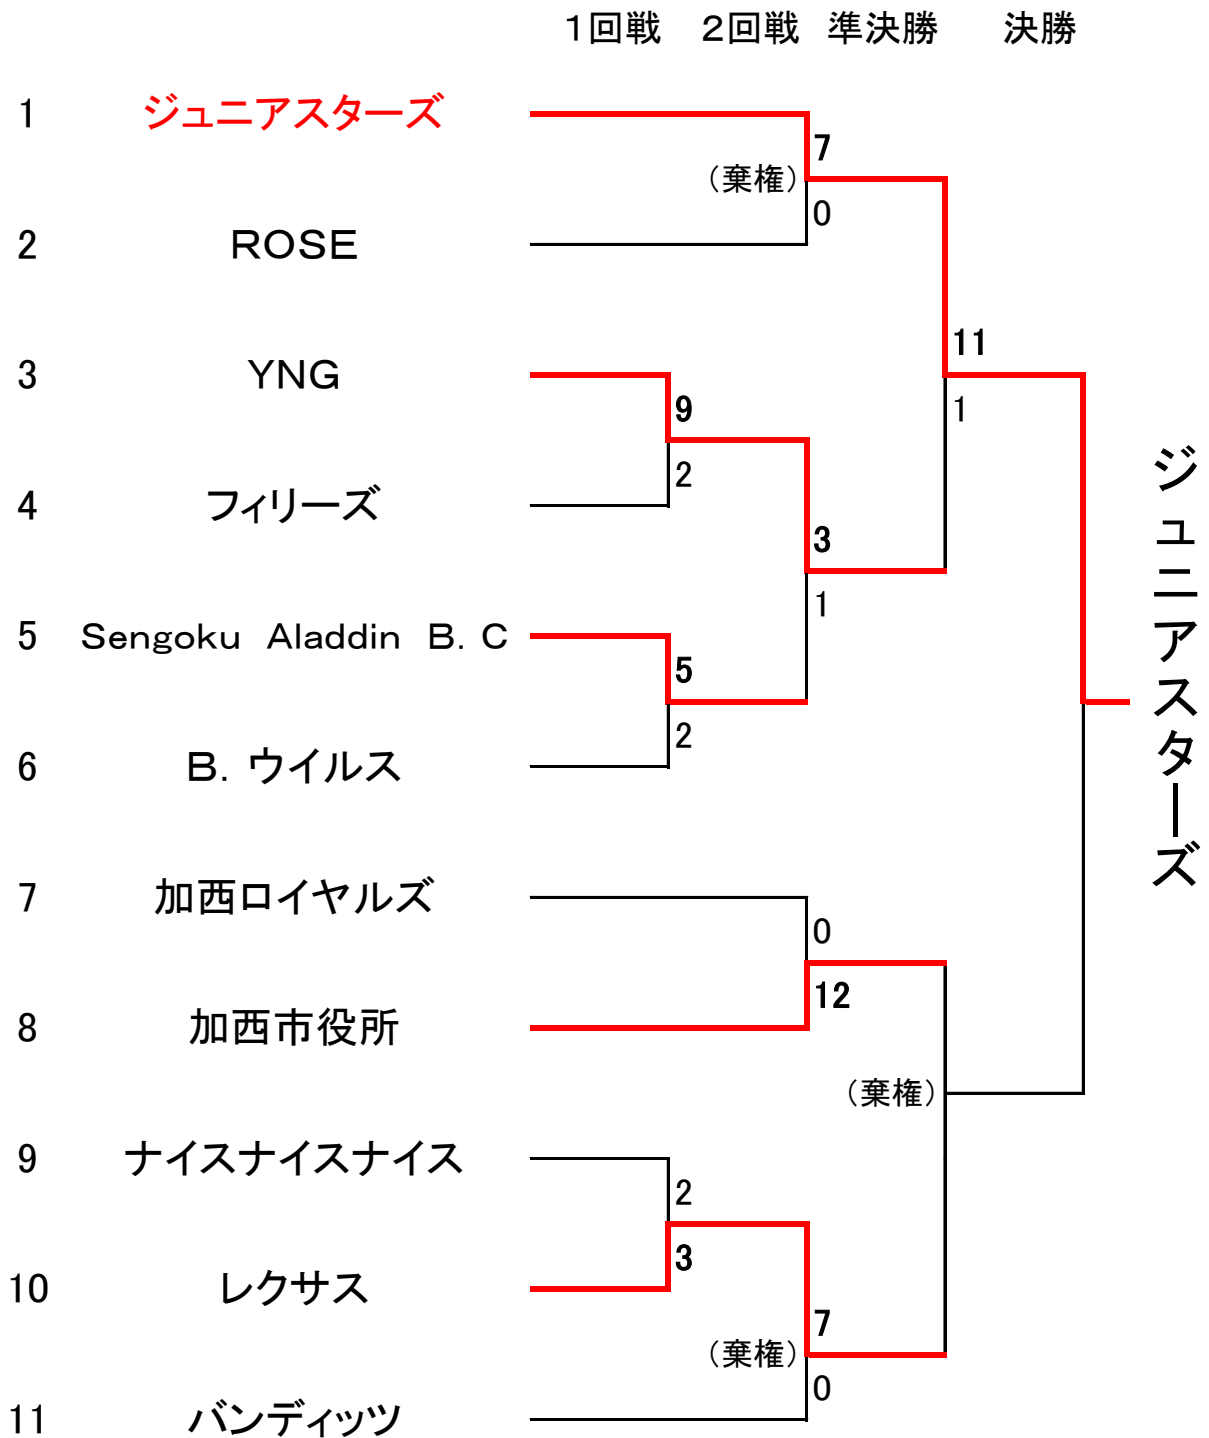 １回戦　２回戦　準決勝　決勝
1　ジュニアスターズ
7
（棄権）
0
2　ROSE
11
3　YNG
1
9
2
4　フィリーズ
3
1
5　Sengoku　Aladdin　B．C
5
2
6　B．ウイルス
ジュニアスターズ
7　加西ロイヤルズ
0
12
8　加西市役所
（棄権）
9　ナイスナイスナイス
2
3
10　レクサス
7
（棄権）
0
11　バンディッツ